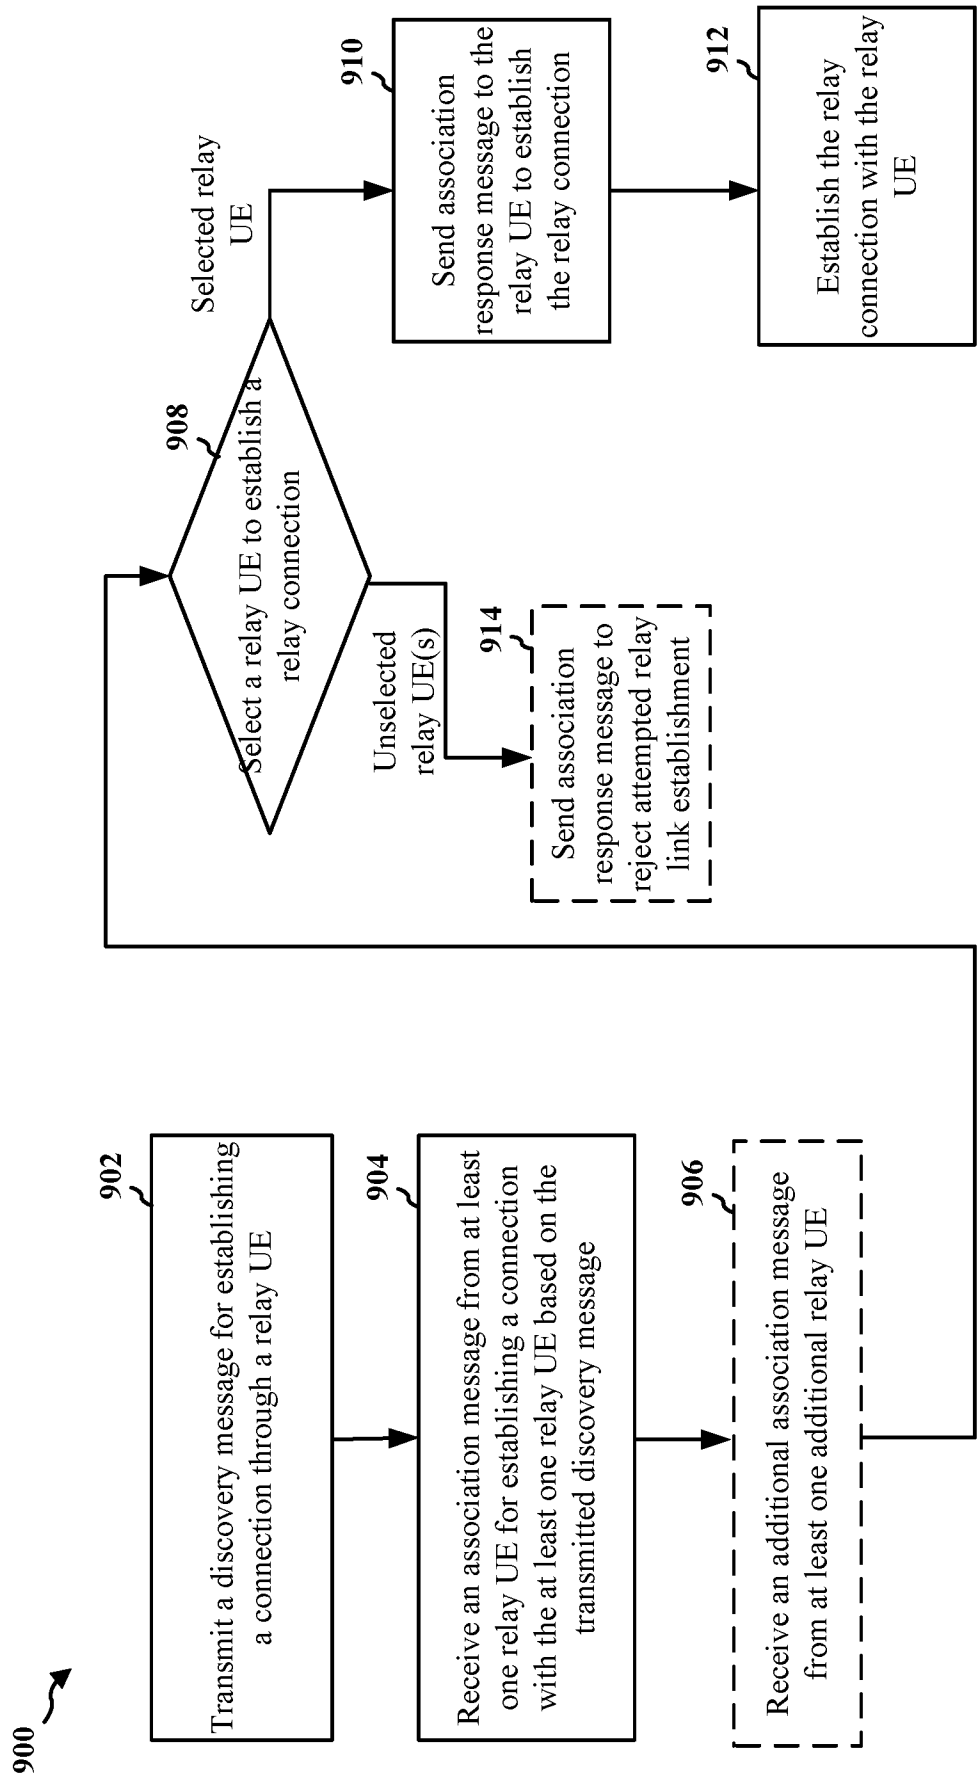 900
902
Transmit a discovery message for establishing
a connection through a relay UE
904
Receive an association message from at least
one relay UE for establishing a connection
with the at least one relay UE based on the
transmitted discovery message
906
Receive an additional association message
from at least one additional relay UE
908
Select a relay UE to establish a
relay connection
Selected relay
UE
Unselected
relay UE(s)
910
Send association
response message to the
relay UE to establish
the relay connection
912
Establish the relay
connection with the relay
UE
914
Send association
response message to
reject attempted relay
link establishment